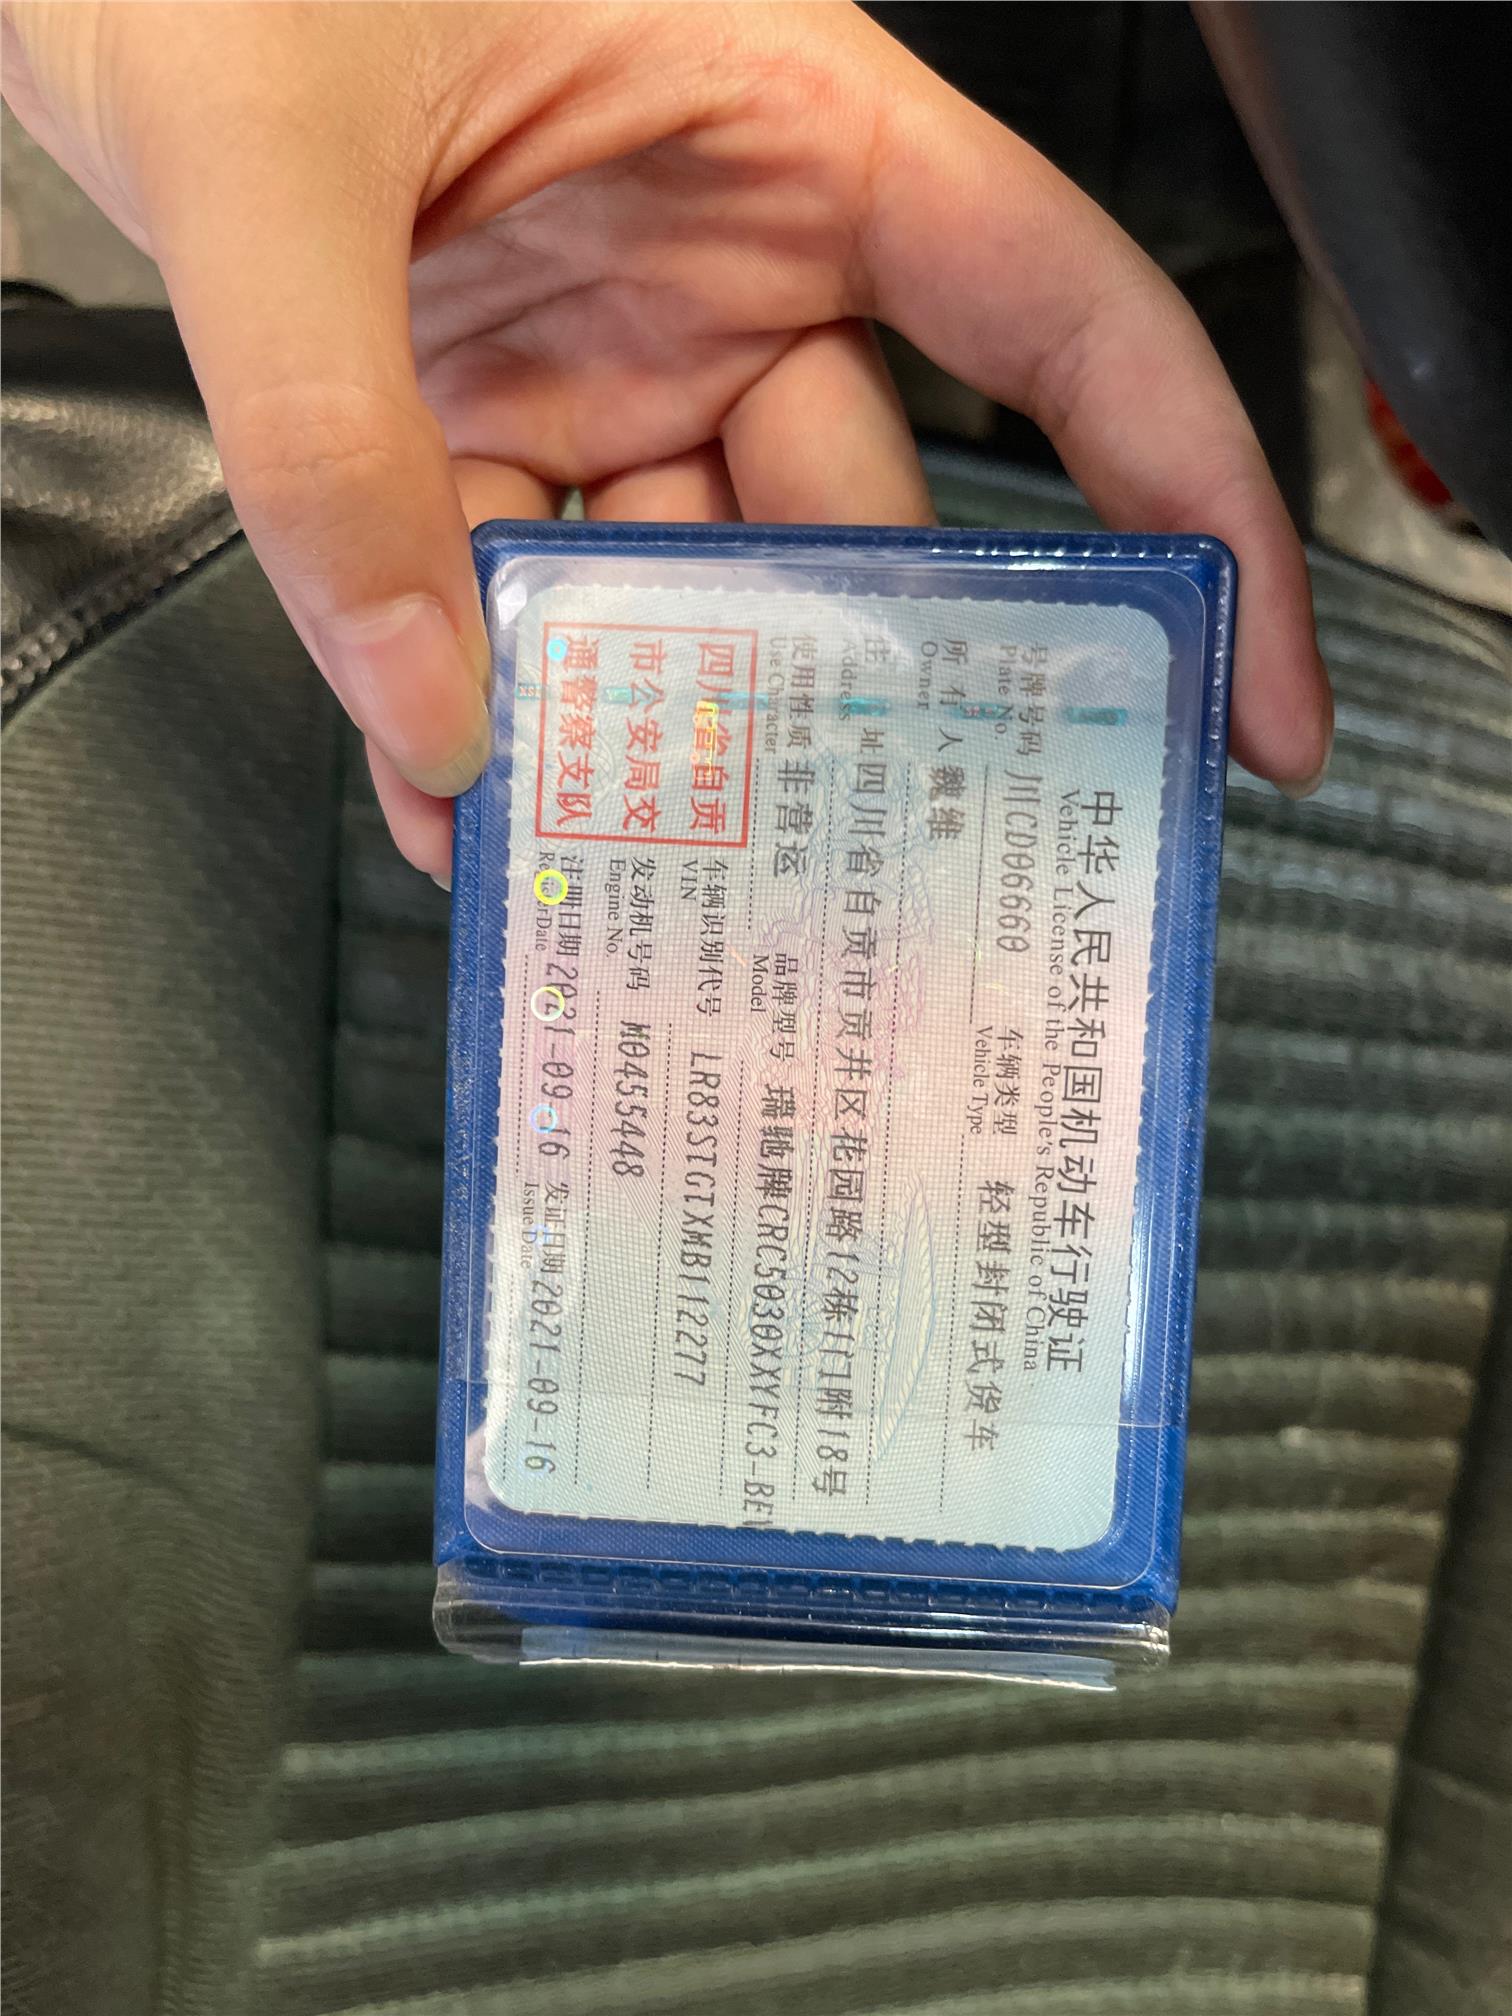 中华人民共和国机动车行驶证
Vehicle License of the People's Republic of China
号牌号码 川CD06660 车辆类型 轻型封闭式货车
Plate No. Vehicle Type
所有人 魏维
Owner
住址 四川省自贡市贡井区花园路12栋1门附18号
Address
使用性质 非营运 品牌型号 瑞驰牌CRC5030XXYFC3-BEV
Use Character Model
四川省自贡
市公安局交
通警察支队
车辆识别代号 LR83STGTXMB112277
VIN
发动机号码 M0455448
Engine No.
注册日期 2021-09-16 发证日期 2021-09-16
Register Date Issue Date